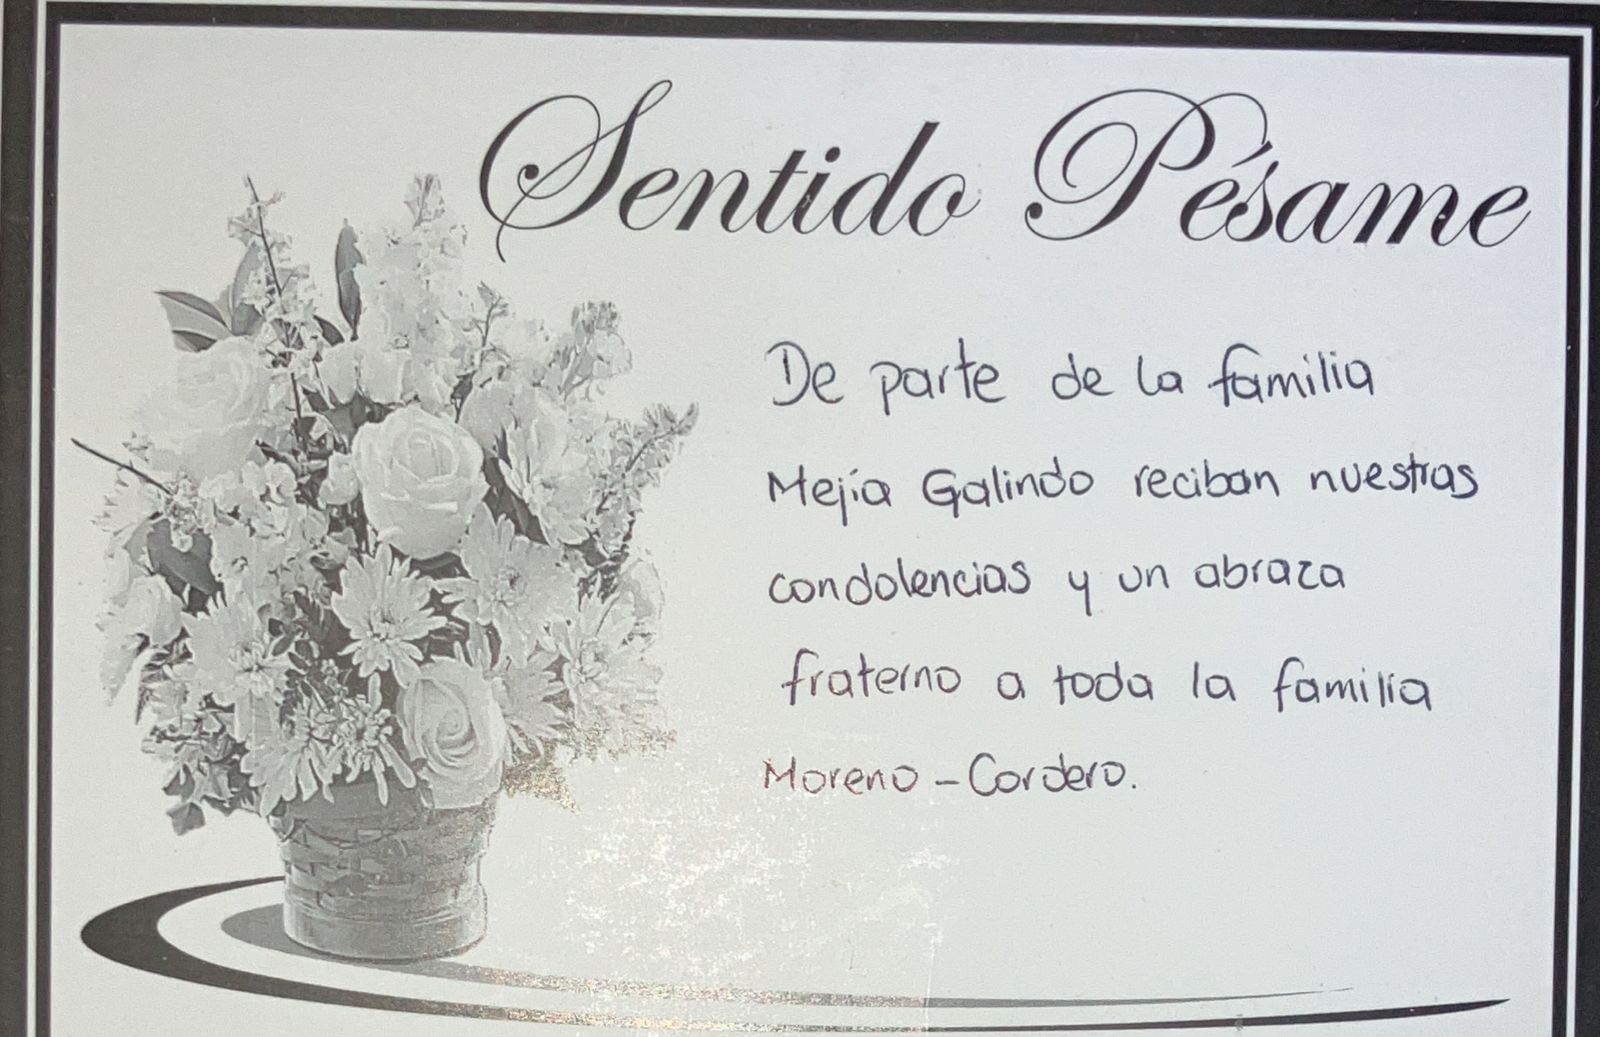 Sentido Pésame
De parte de la familia
Mejía Galindo reciban nuestras
condolencias y un abraza
fraterno a toda la familia
Moreno - Cordero.